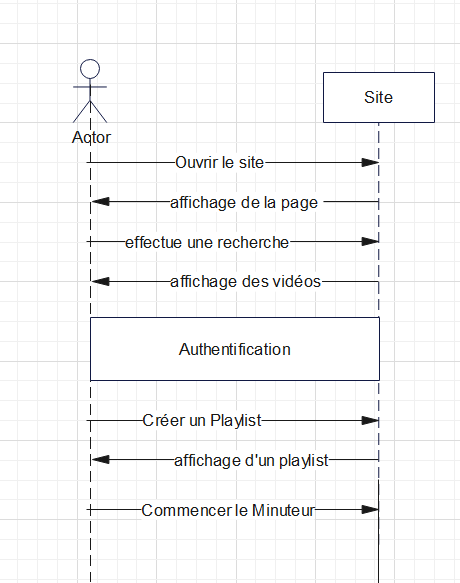 Site
Actor
Ouvrir le site
affichage de la page
effectue une recherche
affichage des vidéos
Authentification
Créer un Playlist
affichage d'un playlist
Commencer le Minuteur